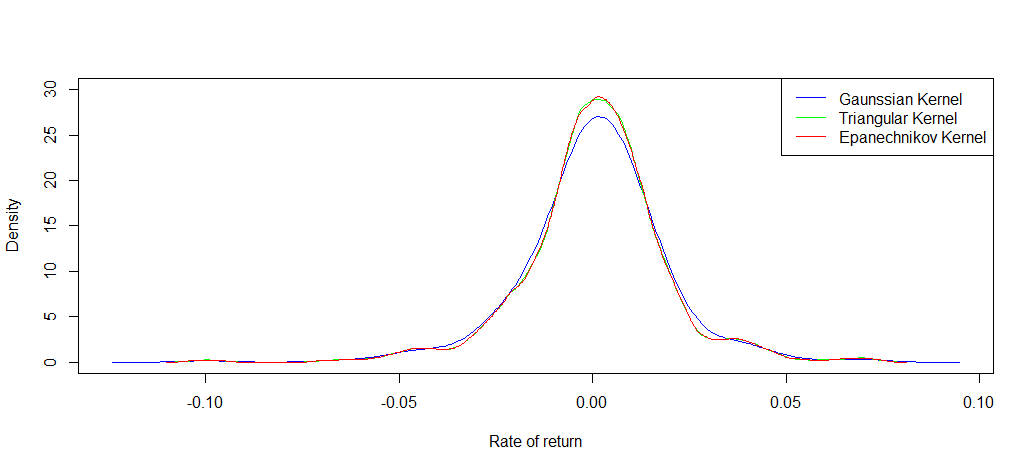 Gaunssian Kernel
Triangular Kernel
Epanechnikov Kernel
30
25
20
15
10
5
0
Density
-0.10 -0.05 0.00 0.05 0.10
Rate of return